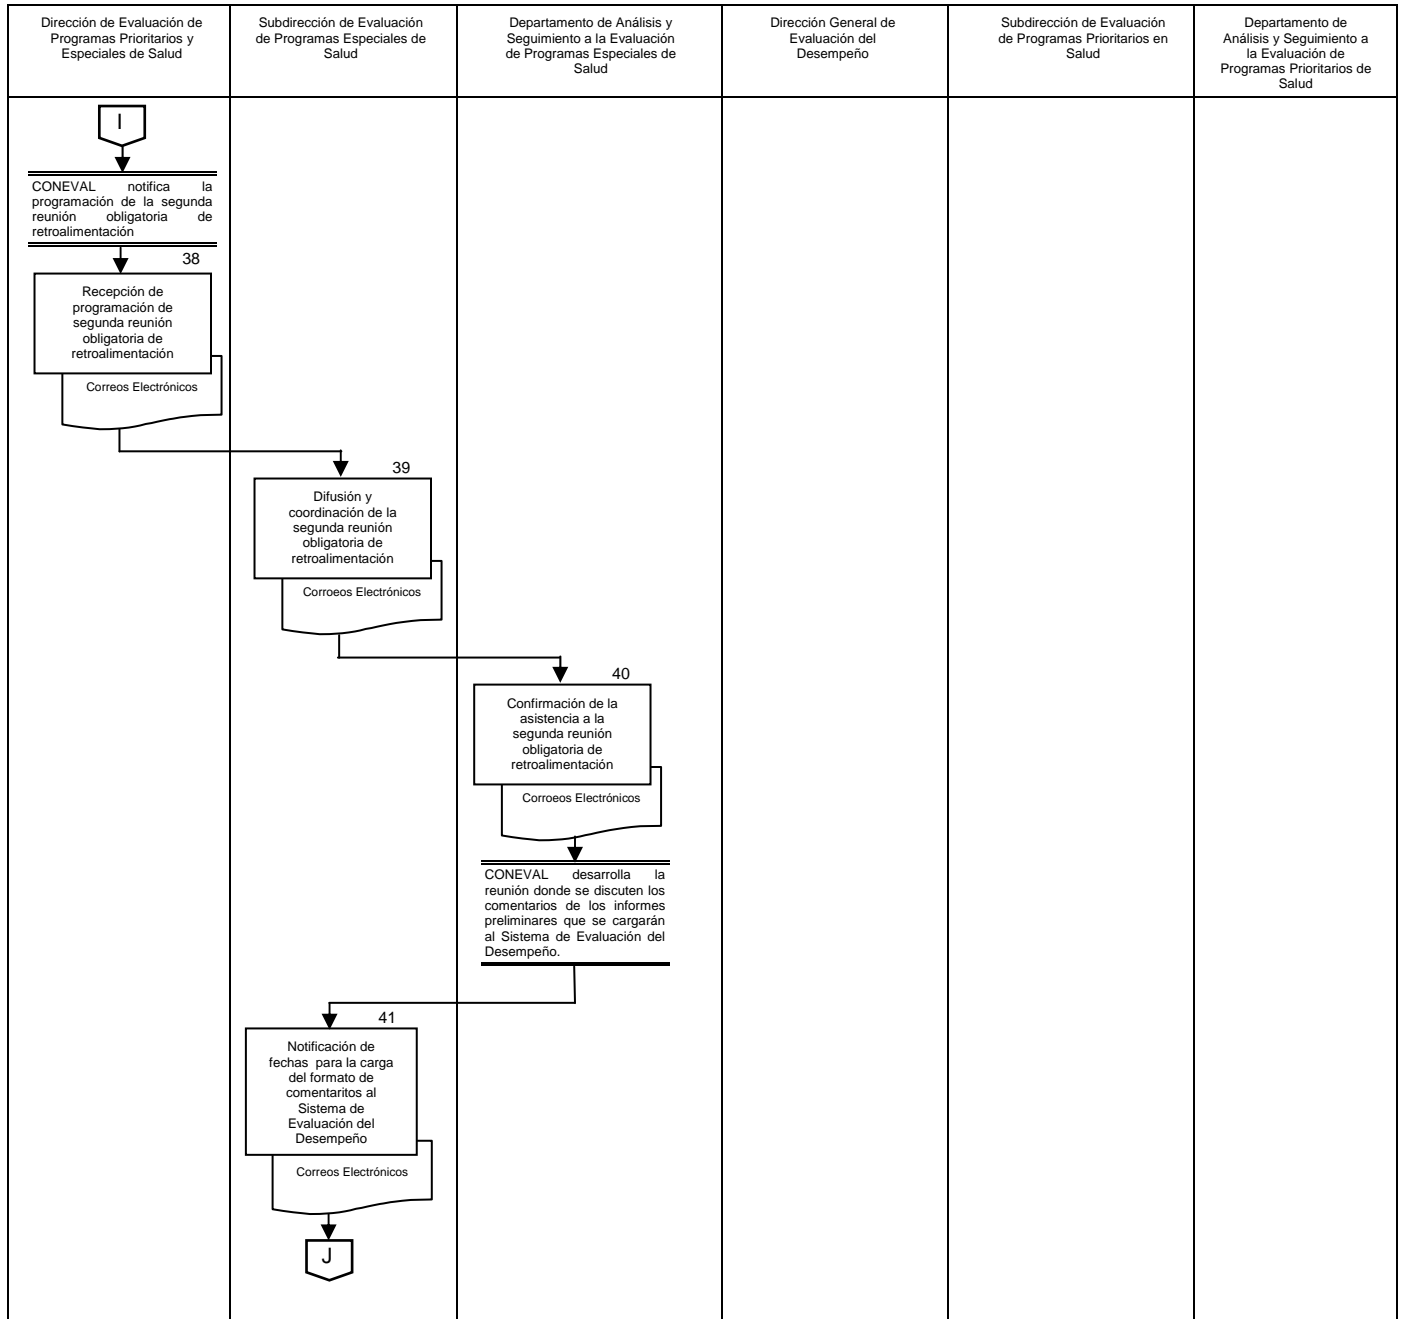 Dirección de Evaluación de
Programas Prioritarios y
Especiales de Salud
Subdirección de Evaluación
de Programas Especiales de
Salud
Departamento de Análisis y
Seguimiento a la Evaluación
de Programas Especiales de
Salud
Dirección General de
Evaluación del
Desempeño
Subdirección de Evaluación
de Programas Prioritarios en
Salud
Departamento de
Análisis y Seguimiento a
la Evaluación de
Programas Prioritarios de
Salud
I
CONEVAL notifica la
programación de la segunda
reunión obligatoria de
retroalimentación
38
Recepción de
programación de
segunda reunión
obligatoria de
retroalimentación
Correos Electrónicos
39
Difusión y
coordinación de la
segunda reunión
obligatoria de
retroalimentación
Corroeos Electrónicos
40
Confirmación de la
asistencia a la
segunda reunión
obligatoria de
retroalimentación
Corroeos Electrónicos
CONEVAL desarrolla la
reunión donde se discuten los
comentarios de los informes
preliminares que se cargarán
al Sistema de Evaluación del
Desempeño.
41
Notificación de
fechas para la carga
del formato de
comentaritos al
Sistema de
Evaluación del
Desempeño
Correos Electrónicos
J